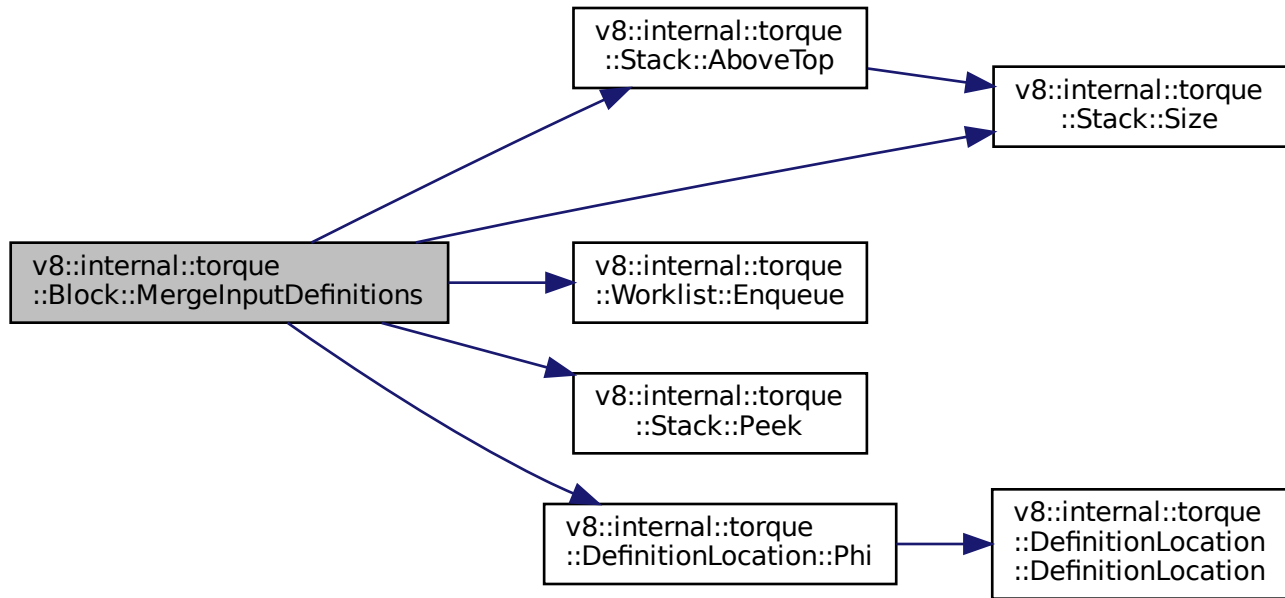 v8::internal::torque
::Stack::AboveTop
v8::internal::torque
::Stack::Size
v8::internal::torque
::Block::MergeInputDefinitions
v8::internal::torque
::Worklist::Enqueue
v8::internal::torque
::Stack::Peek
v8::internal::torque
::DefinitionLocation::Phi
v8::internal::torque
::DefinitionLocation
::DefinitionLocation